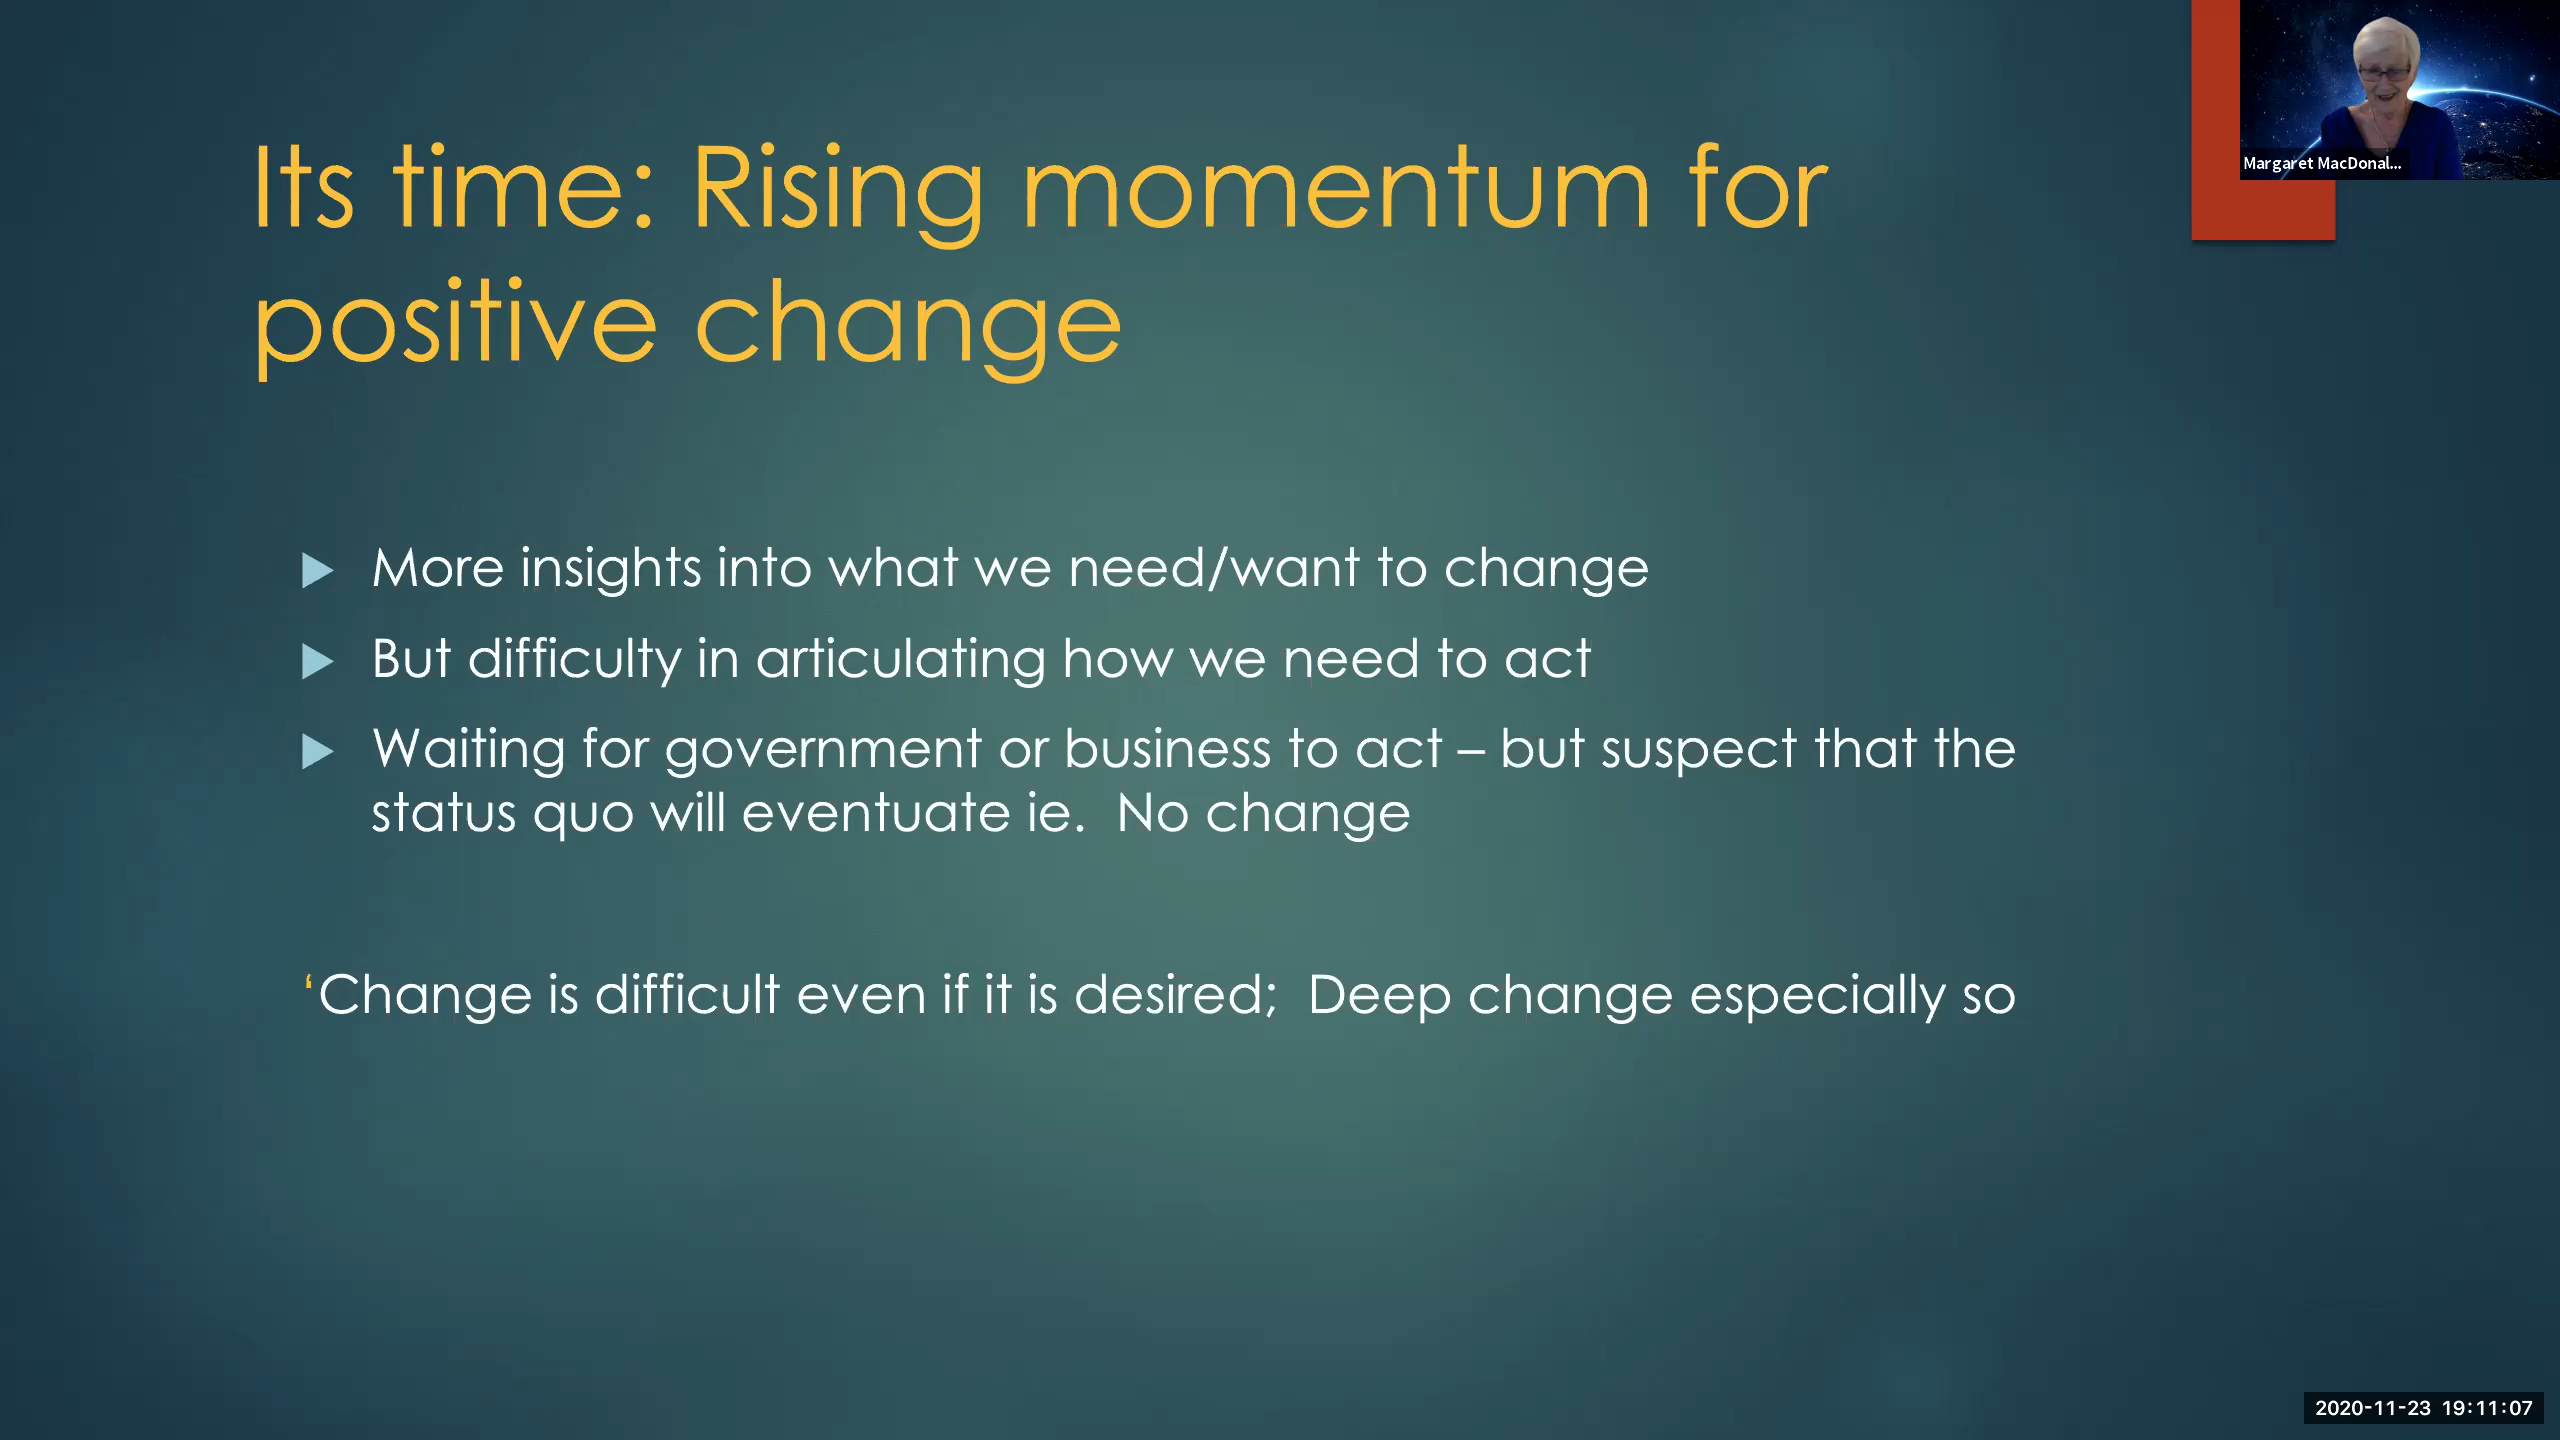 Its time: Rising momentum for
positive change
Margaret MacDonal...
▶ More insights into what we need/want to change
▶ But difficulty in articulating how we need to act
▶ Waiting for government or business to act – but suspect that the
status quo will eventuate ie.  No change
‘Change is difficult even if it is desired;  Deep change especially so
2020-11-23 19:11:07